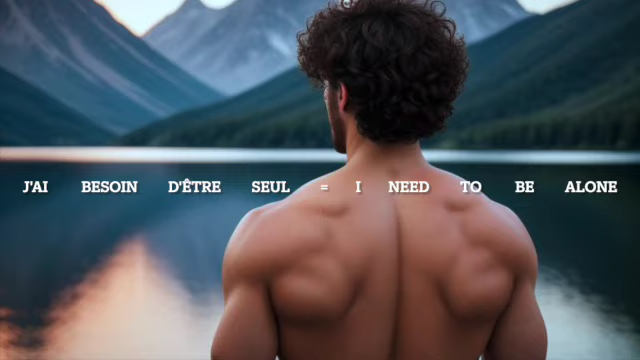 J'AI BESOIN D'ÊTRE SEUL = I NEED TO BE ALONE